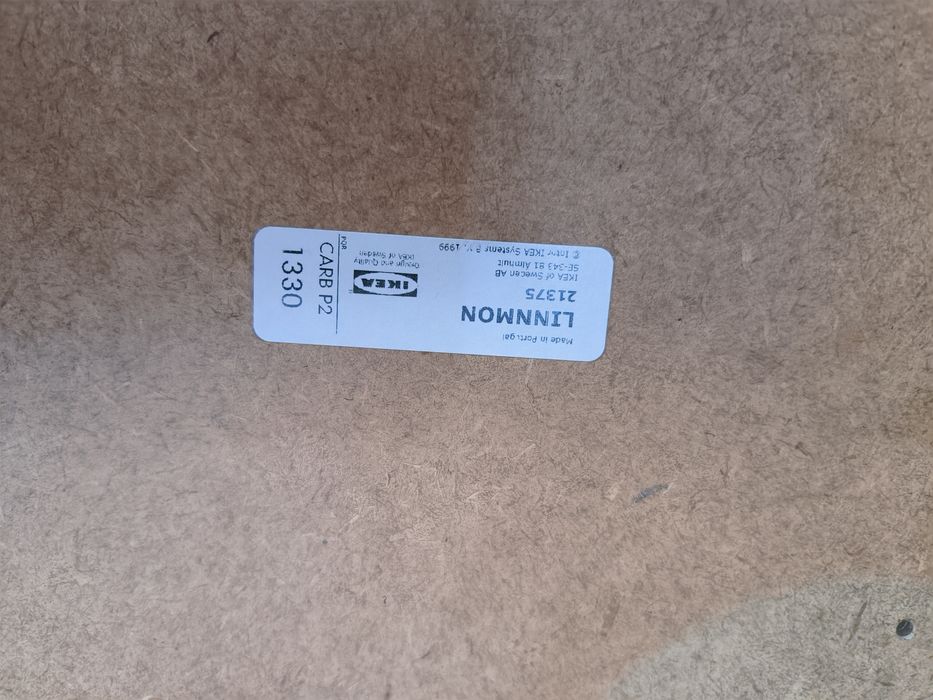 Made in Portugal
LINNMON
21375
IKEA of Sweden AB
SE-343 81 Älmhult
© Inter IKEA Systems B.V. 1999
IKEA
®
Design and Quality
IKEA of Sweden
PQR
CARB P2
1330